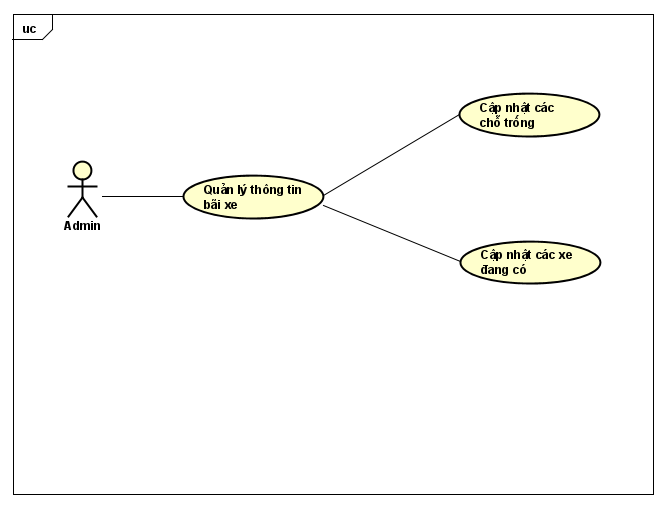 uc
Cập nhật các
chỗ trống
Quản lý thông tin
bãi xe
Admin
Cập nhật các xe
đang có